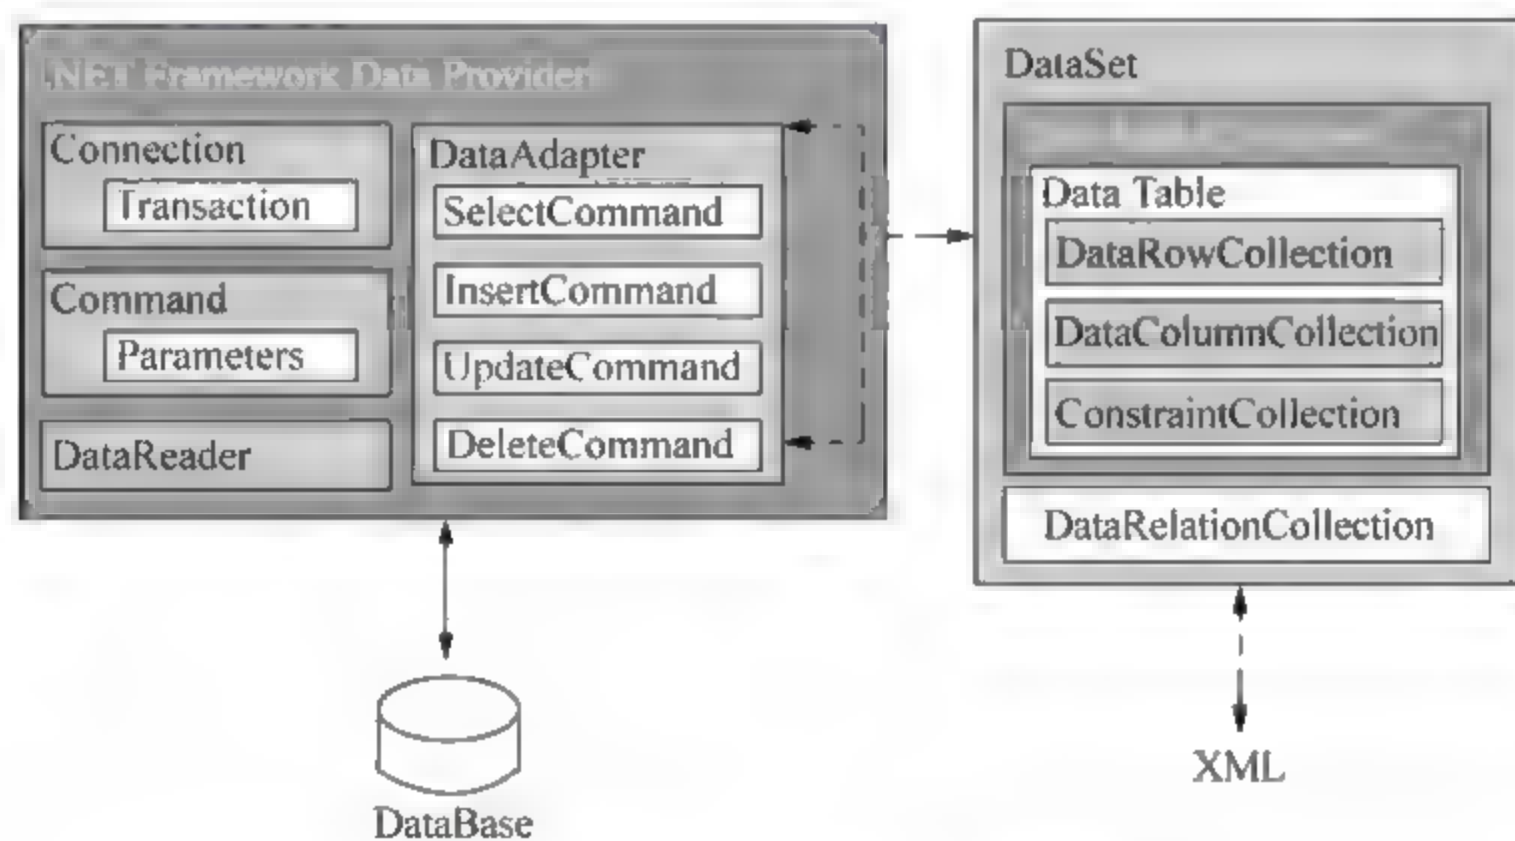 .NET Framework Data Provider
Connection
Transaction
Command
Parameters
DataReader
DataAdapter
SelectCommand
InsertCommand
UpdateCommand
DeleteCommand
DataBase
DataSet
Data Table
DataRowCollection
DataColumnCollection
ConstraintCollection
DataRelationCollection
XML